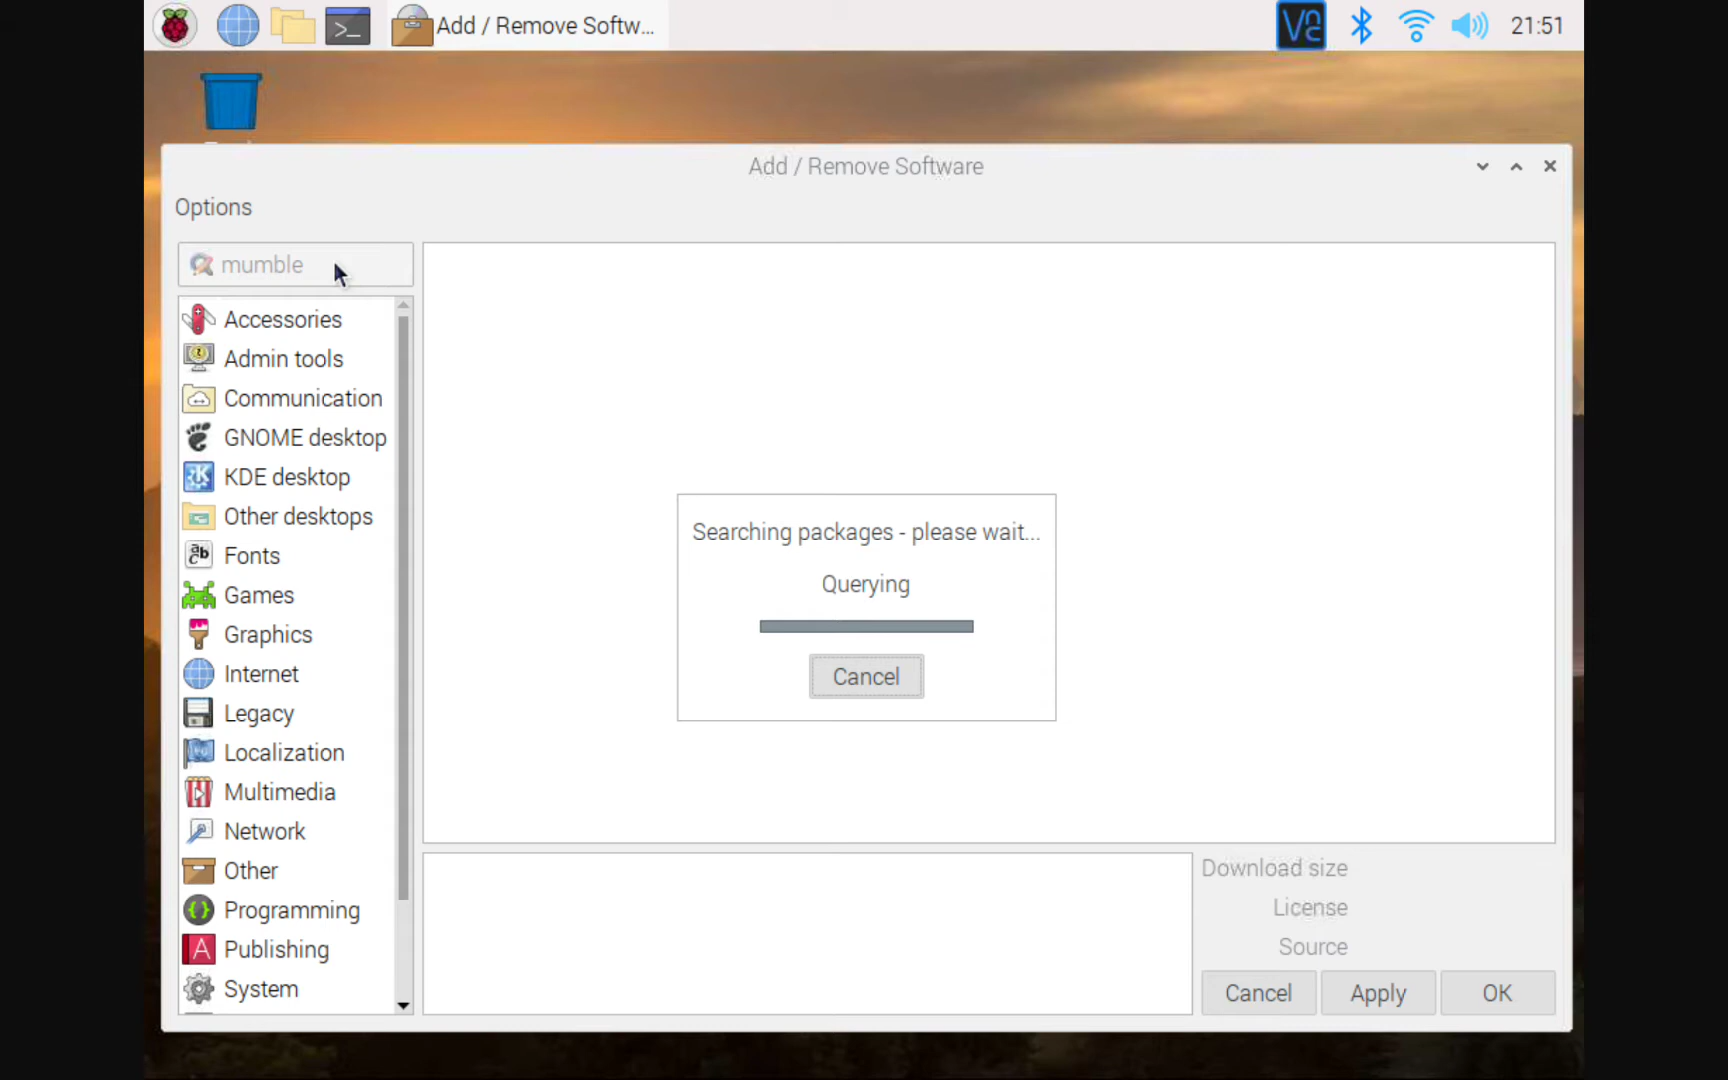 Add / Remove Softw...
21:51
Add / Remove Software
Options
mumble
Accessories
Admin tools
Communication
GNOME desktop
KDE desktop
Other desktops
Fonts
Games
Graphics
Internet
Legacy
Localization
Multimedia
Network
Other
Programming
Publishing
System
Searching packages - please wait...
Querying
Cancel
Download size
License
Source
Cancel
Apply
OK